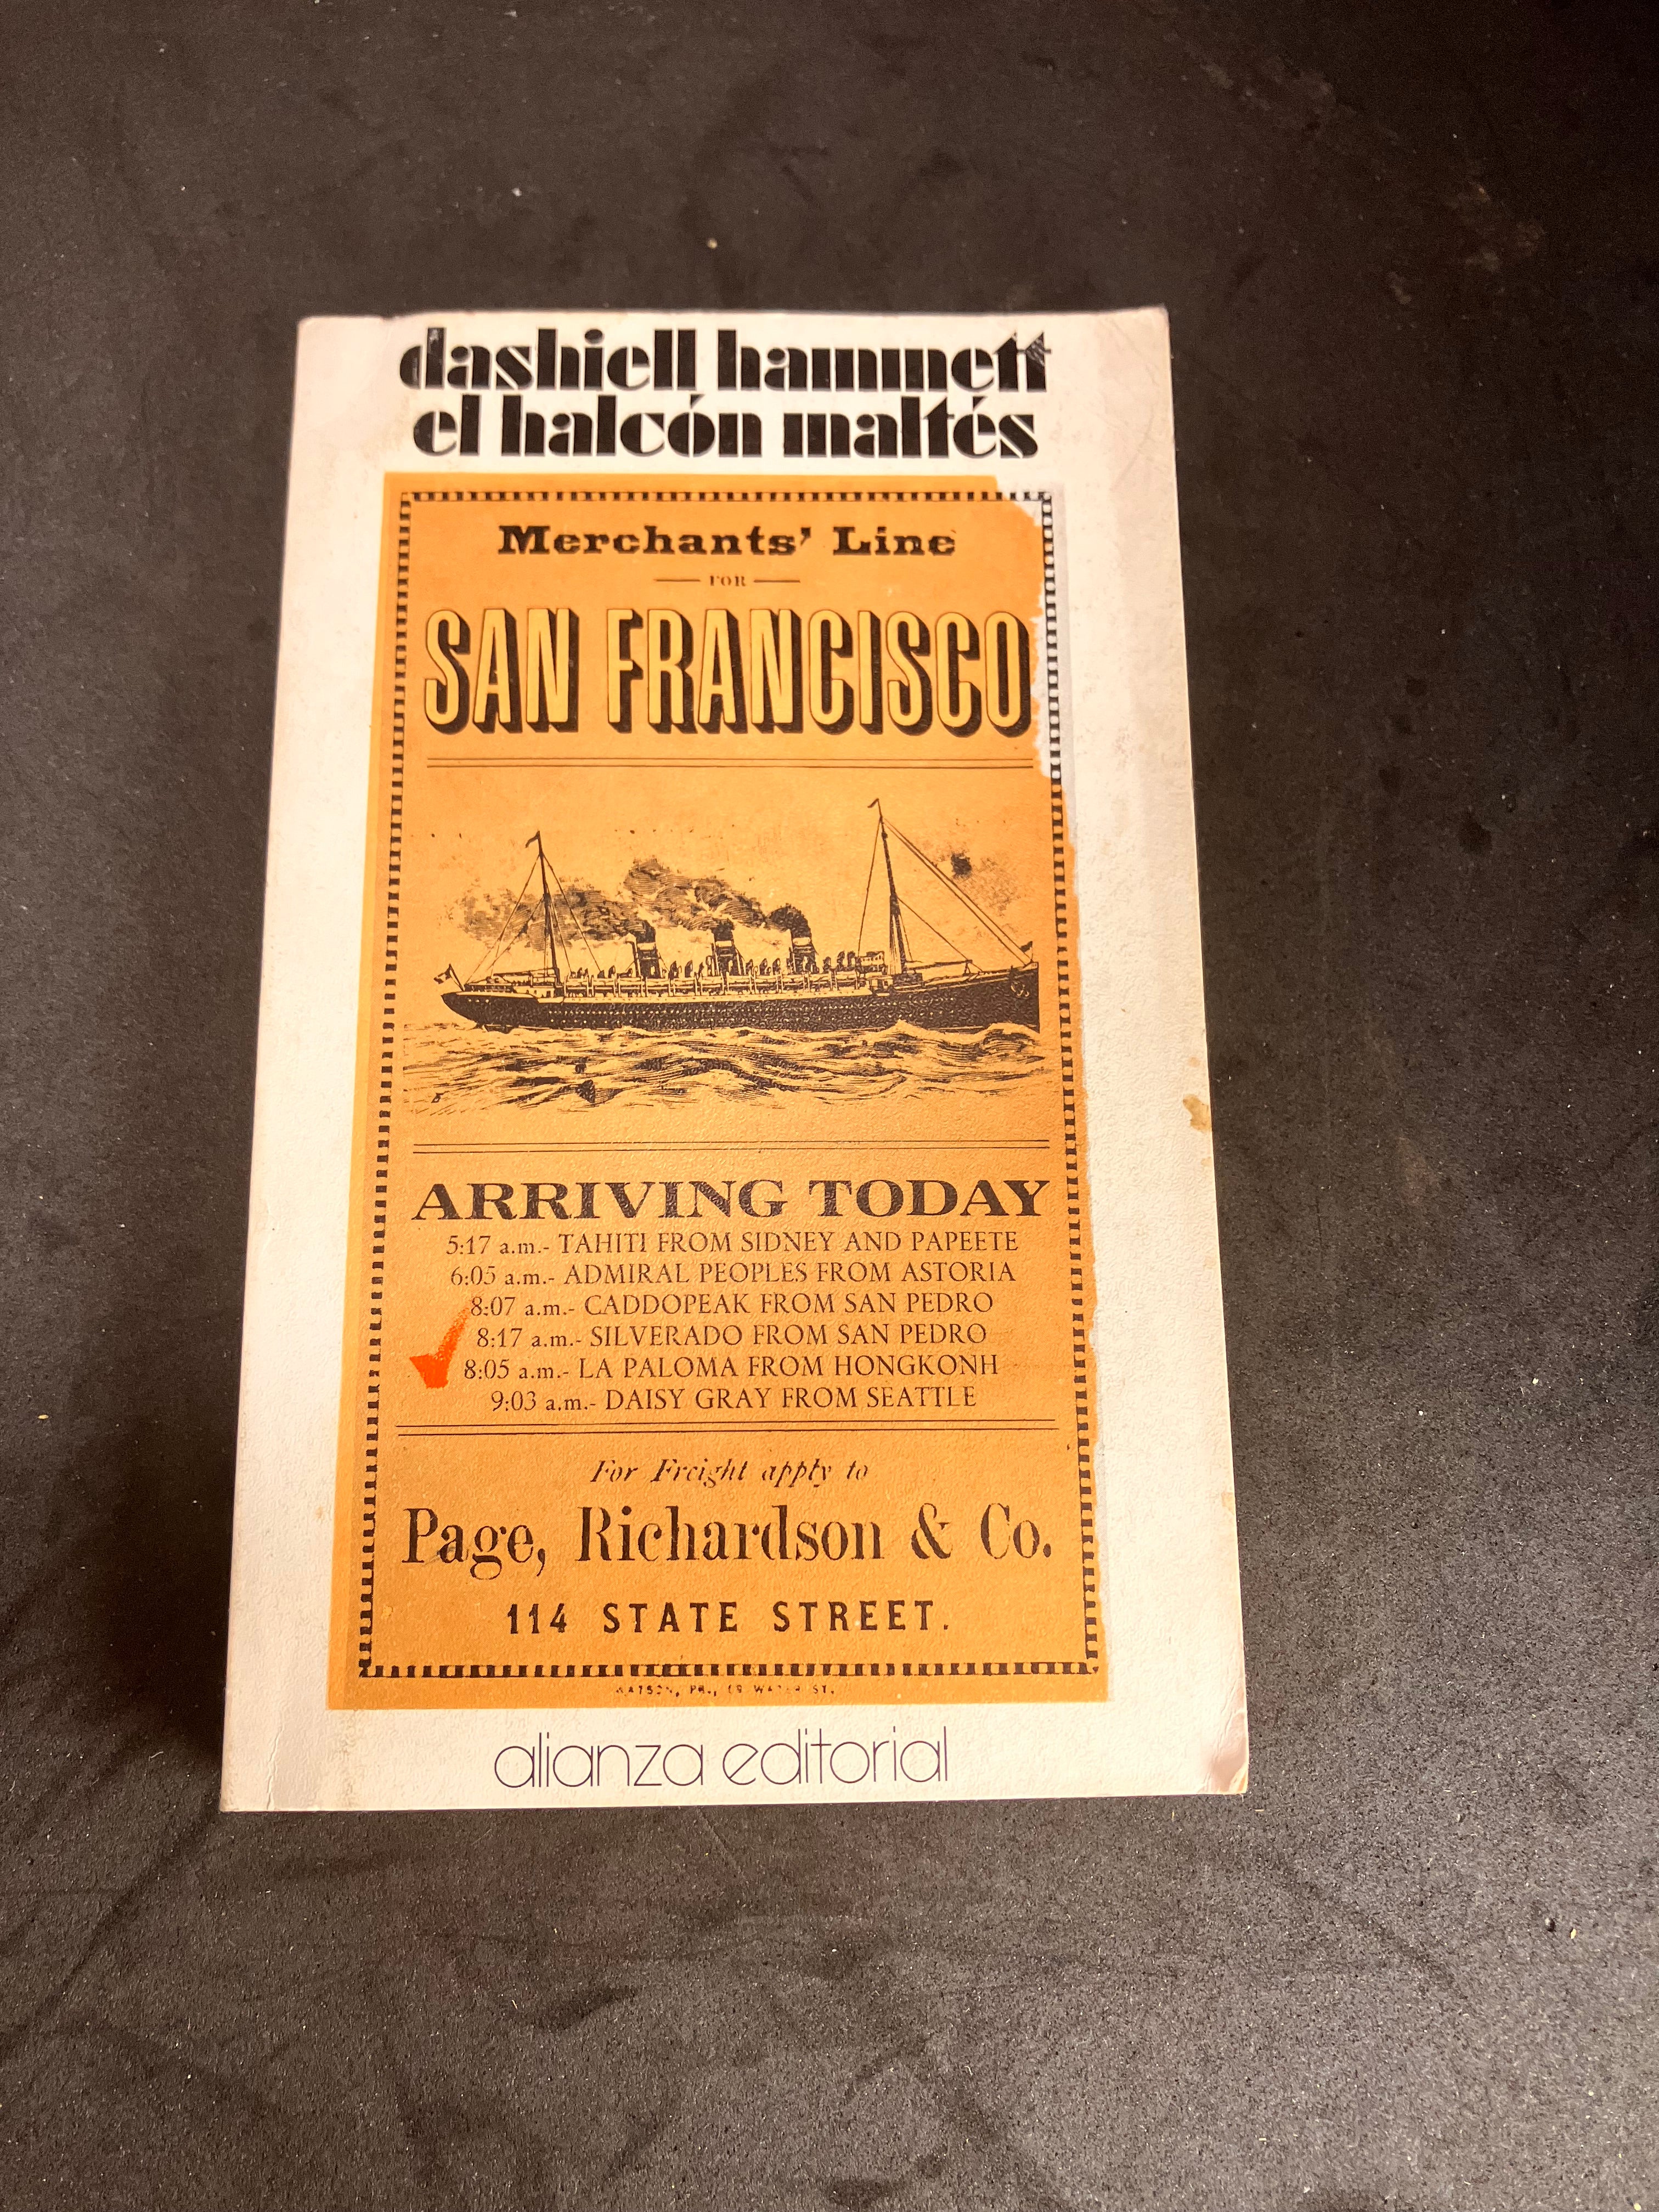 dashiell hammett
el halcón maltés
Merchants' Line
FOR
SAN FRANCISCO
ARRIVING TODAY
5:17 a.m.- TAHITI FROM SIDNEY AND PAPEETE
6:05 a.m.- ADMIRAL PEOPLES FROM ASTORIA
8:07 a.m.- CADDOPEAK FROM SAN PEDRO
8:17 a.m.- SILVERADO FROM SAN PEDRO
8:05 a.m.- LA PALOMA FROM HONGKONH
9:03 a.m.- DAISY GRAY FROM SEATTLE
For Freight apply to
Page, Richardson & Co.
114 STATE STREET.
WATSON, PR., ST.
alianza editorial